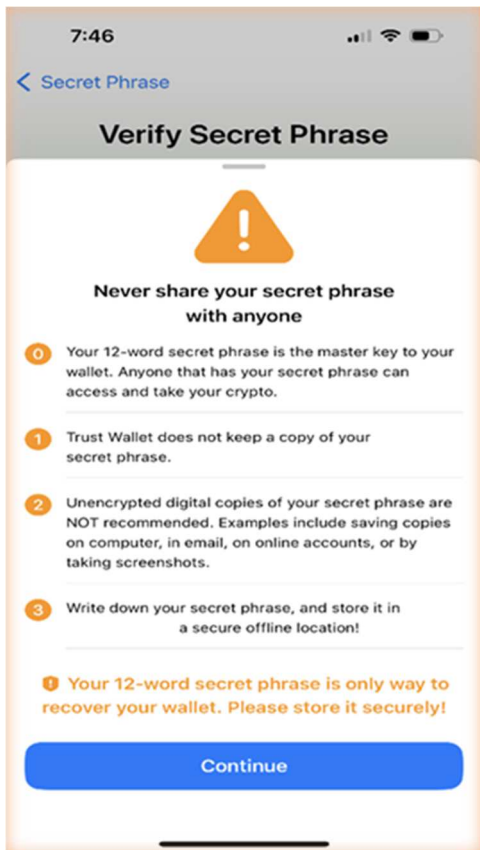 7:46
Secret Phrase
Verify Secret Phrase
Never share your secret phrase
with anyone
0 Your 12-word secret phrase is the master key to your
wallet. Anyone that has your secret phrase can
access and take your crypto.
1 Trust Wallet does not keep a copy of your
secret phrase.
2 Unencrypted digital copies of your secret phrase are
NOT recommended. Examples include saving copies
on computer, in email, on online accounts, or by
taking screenshots.
3 Write down your secret phrase, and store it in
a secure offline location!
Your 12-word secret phrase is only way to
recover your wallet. Please store it securely!
Continue